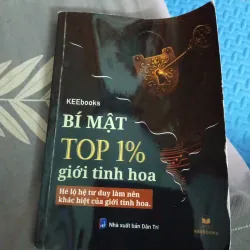 KEEbooks
BÍ MẬT
TOP 1%
giới tinh hoa
Hé lộ hệ tư duy làm nên
khác biệt của giới tinh hoa.
Nhà xuất bản Dân Trí
KEEBOOKS